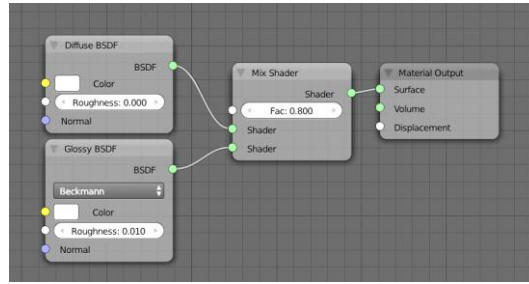 Diffuse BSDF
BSDF
Color
Roughness: 0.000
Normal
Glossy BSDF
BSDF
Beckmann
Color
Roughness: 0.010
Normal
Mix Shader
Shader
Fac: 0.800
Shader
Shader
Material Output
Surface
Volume
Displacement